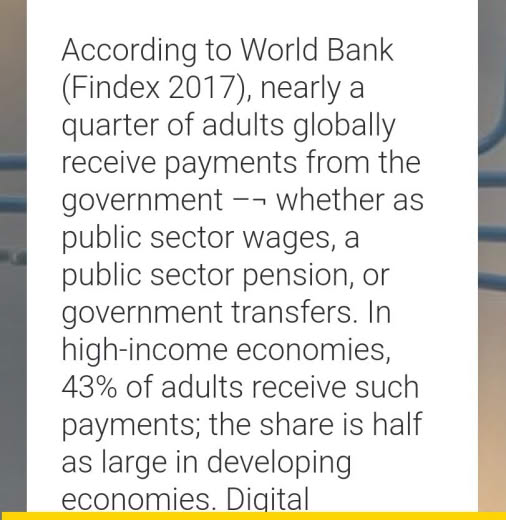 According to World Bank
(Findex 2017), nearly a
quarter of adults globally
receive payments from the
government –¬ whether as
public sector wages, a
public sector pension, or
government transfers. In
high-income economies,
43% of adults receive such
payments; the share is half
as large in developing
economies. Digital